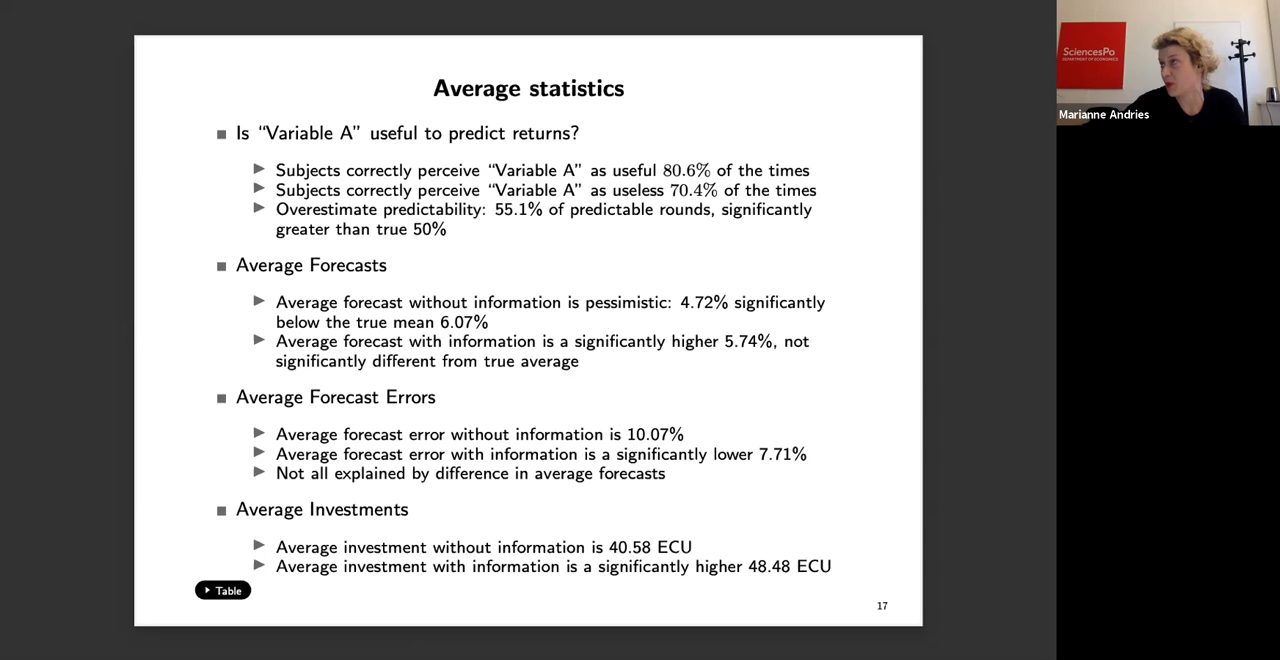 Average statistics
Is “Variable A” useful to predict returns?
Subjects correctly perceive “Variable A” as useful 80.6% of the times
Subjects correctly perceive “Variable A” as useless 70.4% of the times
Overestimate predictability: 55.1% of predictable rounds, significantly
greater than true 50%
Average Forecasts
Average forecast without information is pessimistic: 4.72% significantly
below the true mean 6.07%
Average forecast with information is a significantly higher 5.74%, not
significantly different from true average
Average Forecast Errors
Average forecast error without information is 10.07%
Average forecast error with information is a significantly lower 7.71%
Not all explained by difference in average forecasts
Average Investments
Average investment without information is 40.58 ECU
Average investment with information is a significantly higher 48.48 ECU
Table
17
SciencesPo
DEPARTMENT OF ECONOMICS
Marianne Andries